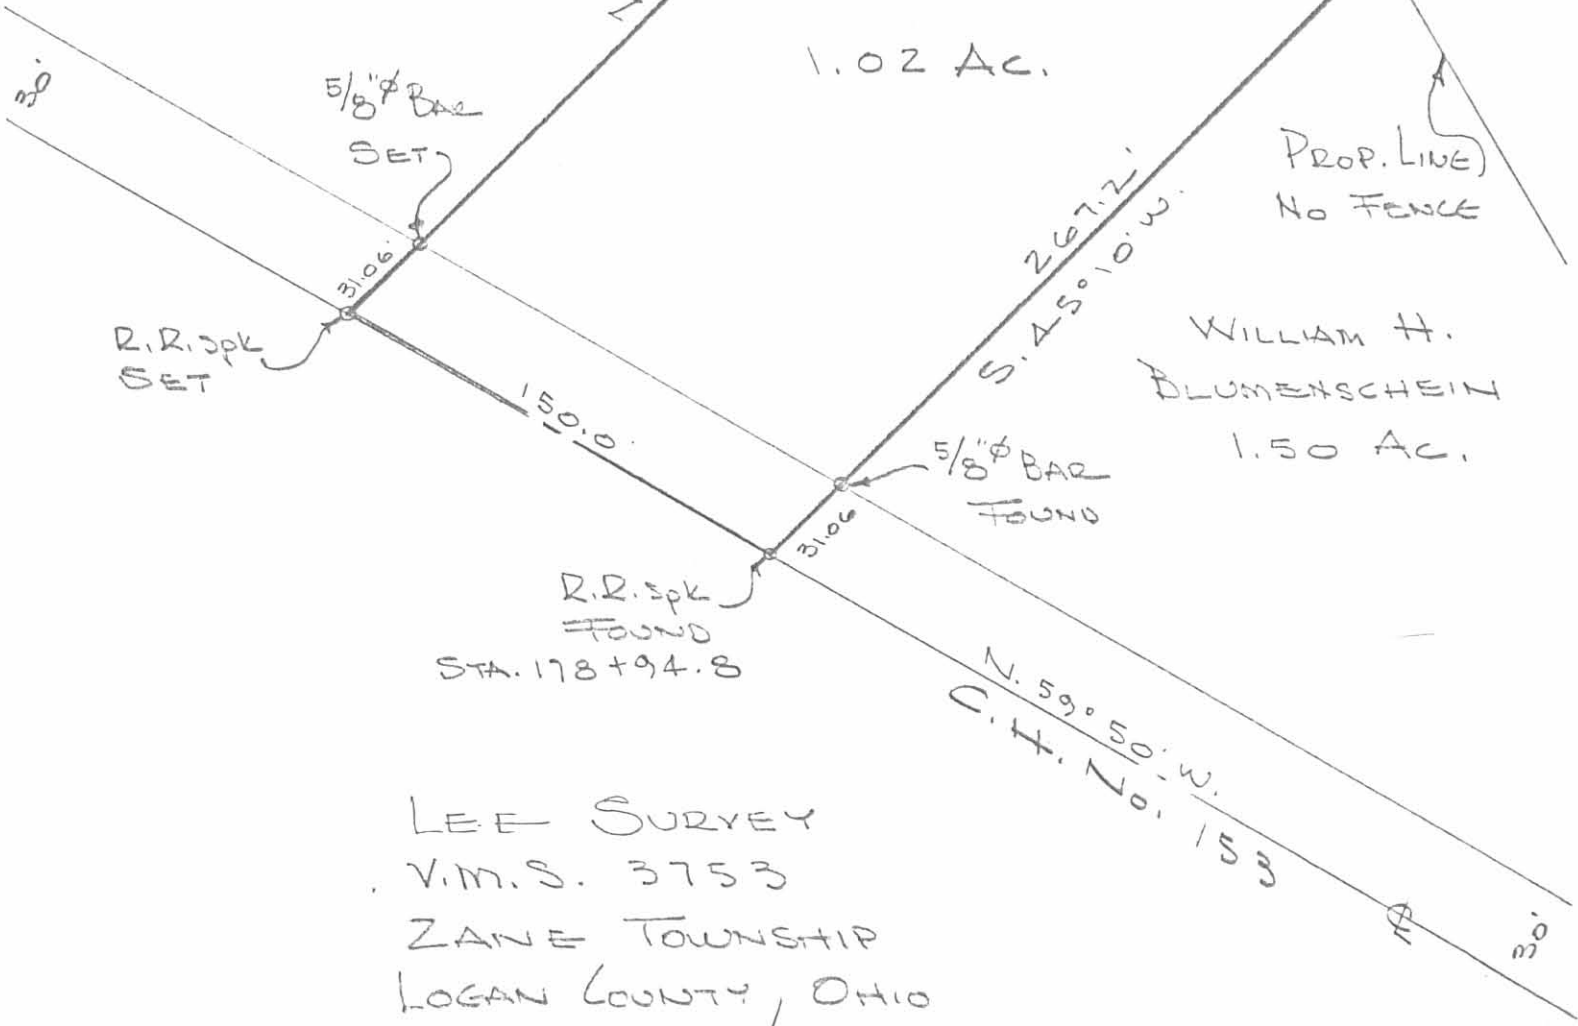 1.02 Ac.
30'
5/8"⌀ BAR
SET
PROP. LINE
NO FENCE
267.2'
S. 45° 10' W.
31.06'
R.R. Spk
SET
150.0'
WILLIAM H.
BLUMENSCHEIN
1.50 AC.
5/8"⌀ BAR
FOUND
31.06
R.R. Spk
FOUND
STA. 178+94.8
N. 59° 50' W.
C. H. No. 153
℄
30'
LEE SURVEY
V.M.S. 3753
ZANE TOWNSHIP
LOGAN COUNTY, OHIO